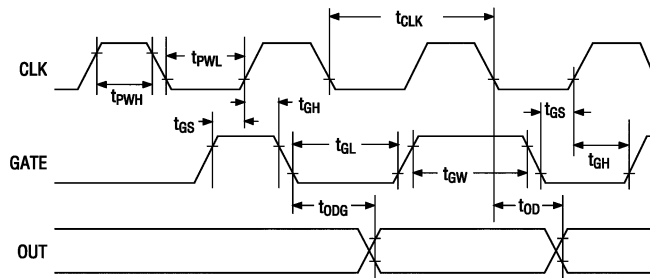 tCLK
CLK
tPWL
tPWH
tGS
tGH
tGS
GATE
tGL
tGW
tGH
tODG
tOD
OUT